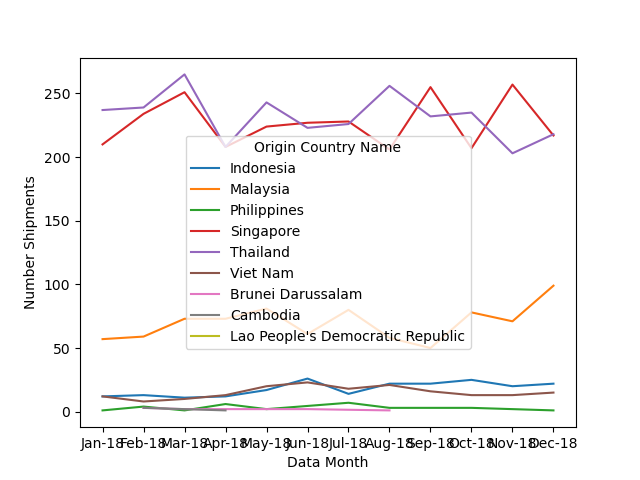 250
200
150
100
50
0
Number Shipments
Origin Country Name
Indonesia
Malaysia
Philippines
Singapore
Thailand
Viet Nam
Brunei Darussalam
Cambodia
Lao People's Democratic Republic
Jan-18 Feb-18 Mar-18 Apr-18 May-18 Jun-18 Jul-18 Aug-18 Sep-18 Oct-18 Nov-18 Dec-18
Data Month